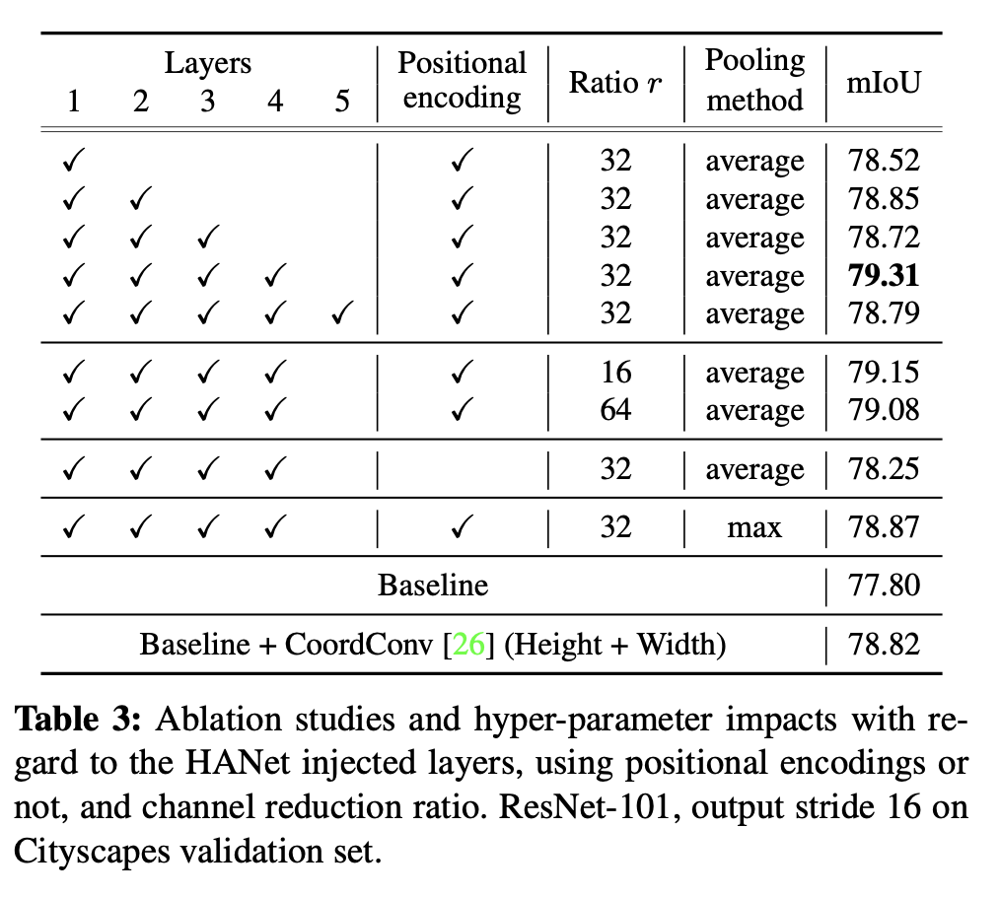 Layers Positional encoding Ratio r Pooling method mIoU
1 2 3 4 5
✓ ✓ 32 average 78.52
✓ ✓ ✓ 32 average 78.85
✓ ✓ ✓ ✓ 32 average 78.72
✓ ✓ ✓ ✓ ✓ 32 average 79.31
✓ ✓ ✓ ✓ ✓ ✓ 32 average 78.79
✓ ✓ ✓ ✓ ✓ 16 average 79.15
✓ ✓ ✓ ✓ ✓ 64 average 79.08
✓ ✓ ✓ ✓ 32 average 78.25
✓ ✓ ✓ ✓ ✓ 32 max 78.87
Baseline 77.80
Baseline + CoordConv [26] (Height + Width) 78.82
Table 3: Ablation studies and hyper-parameter impacts with re-
gard to the HANet injected layers, using positional encodings or
not, and channel reduction ratio. ResNet-101, output stride 16 on
Cityscapes validation set.